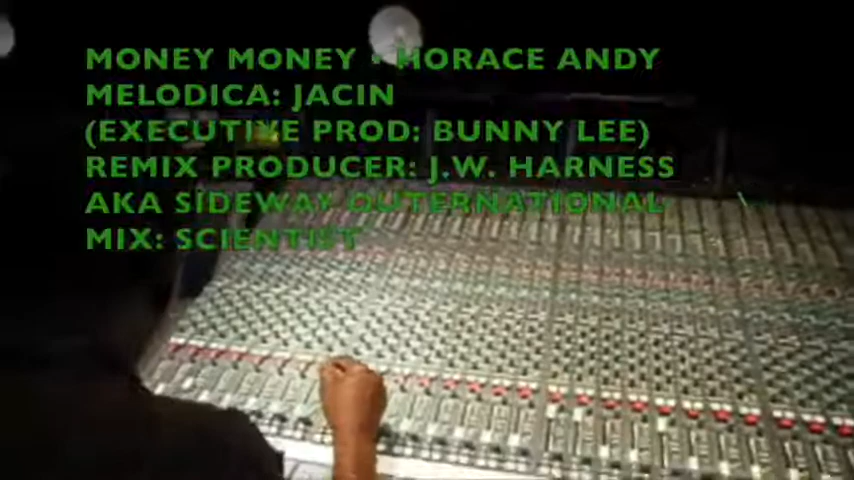 MONEY MONEY - HORACE ANDY
MELODICA: JACIN
(EXECUTIVE PROD: BUNNY LEE)
REMIX PRODUCER: J.W. HARNESS
AKA SIDEWAY OUTERNATIONAL
MIX: SCIENTIST